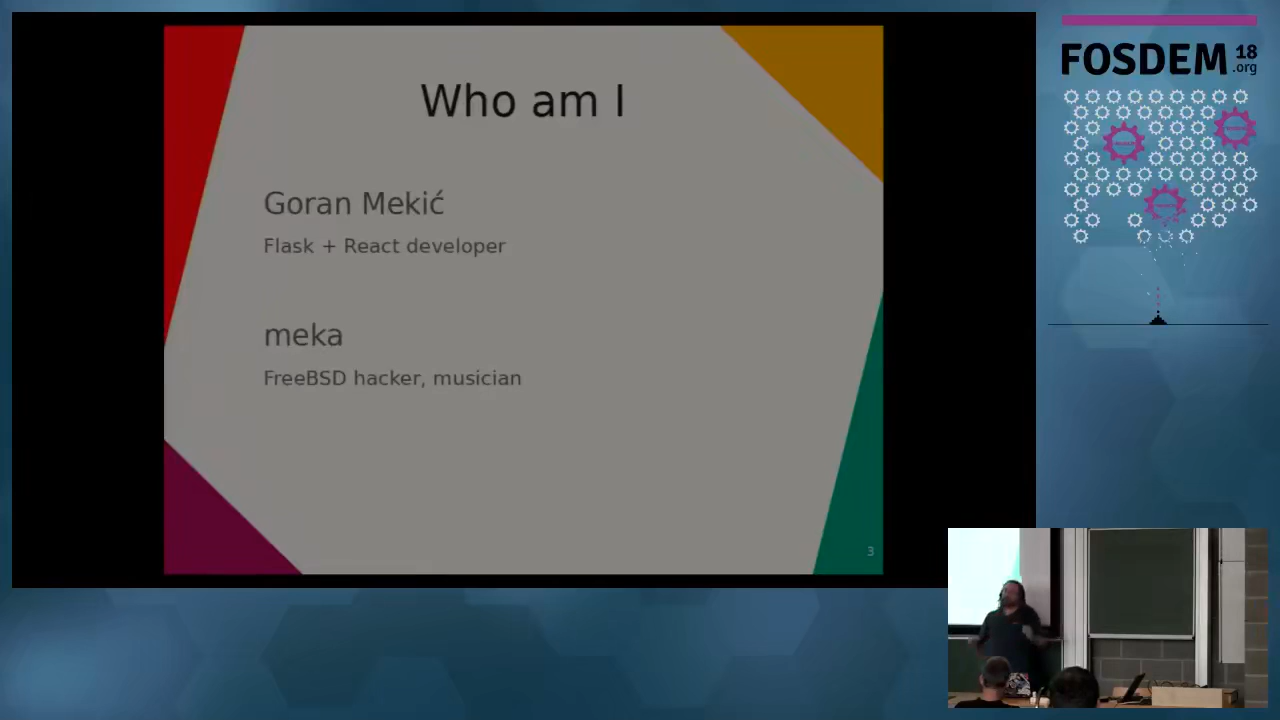 Who am I
Goran Mekić
Flask + React developer
meka
FreeBSD hacker, musician
3
FOSDEM 18
.org